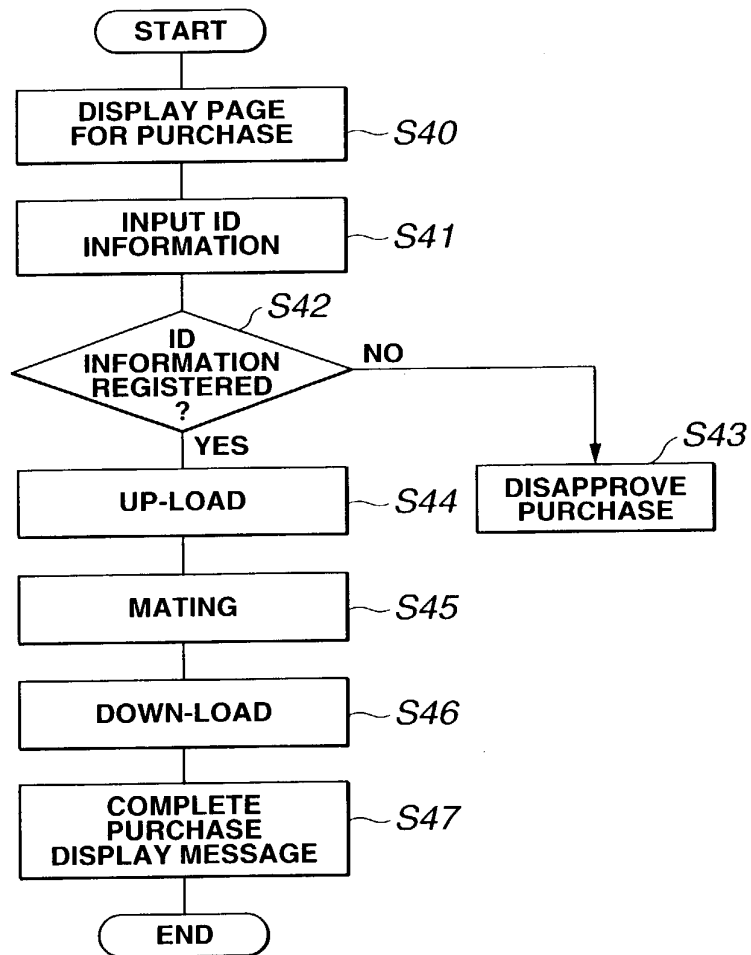 START
DISPLAY PAGE
FOR PURCHASE
S40
INPUT ID
INFORMATION
S41
S42
ID
INFORMATION
REGISTERED
?
NO
YES
S43
DISAPPROVE
PURCHASE
UP-LOAD
S44
MATING
S45
DOWN-LOAD
S46
COMPLETE
PURCHASE
DISPLAY MESSAGE
S47
END